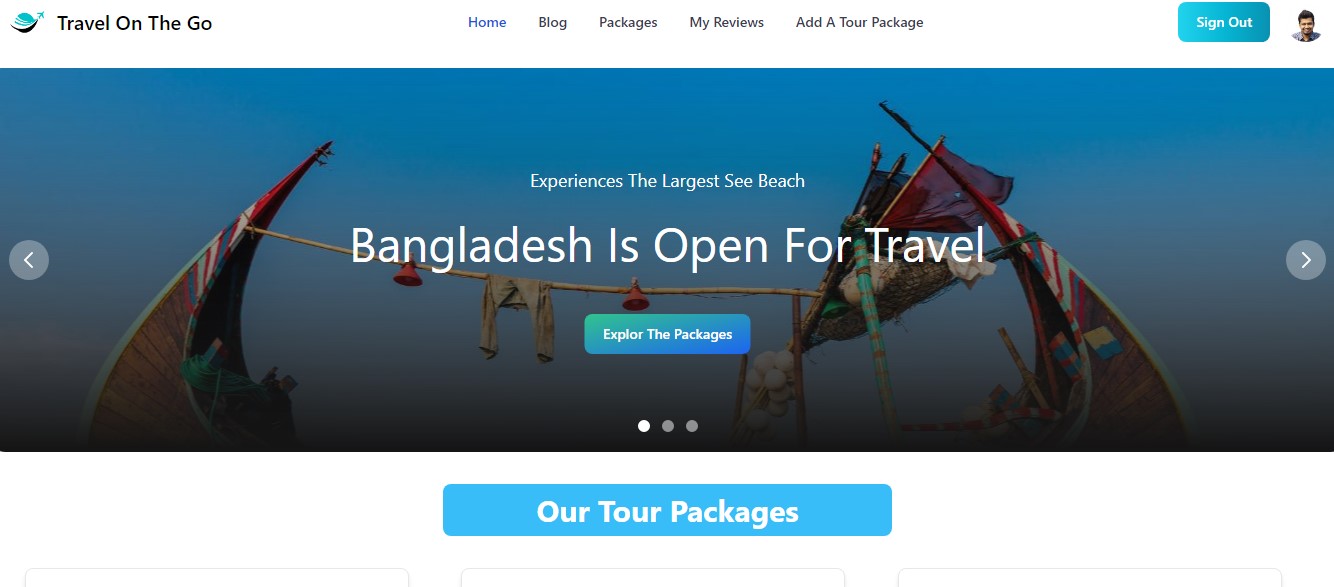 Travel On The Go
Home
Blog
Packages
My Reviews
Add A Tour Package
Sign Out
Experiences The Largest See Beach
Bangladesh Is Open For Travel
Explor The Packages
Our Tour Packages